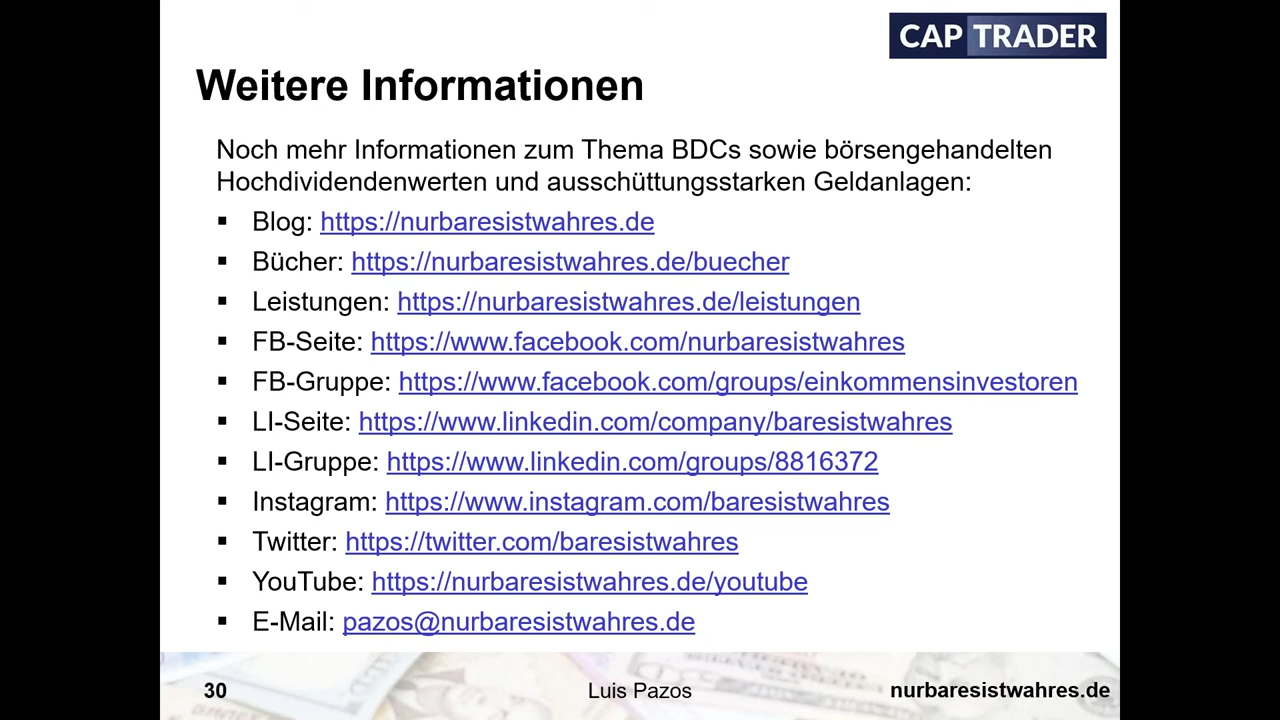 CAP TRADER
Weitere Informationen
Noch mehr Informationen zum Thema BDCs sowie börsengehandelten
Hochdividendenwerten und ausschüttungsstarken Geldanlagen:
▪ Blog: https://nurbaresistwahres.de
▪ Bücher: https://nurbaresistwahres.de/buecher
▪ Leistungen: https://nurbaresistwahres.de/leistungen
▪ FB-Seite: https://www.facebook.com/nurbaresistwahres
▪ FB-Gruppe: https://www.facebook.com/groups/einkommensinvestoren
▪ LI-Seite: https://www.linkedin.com/company/baresistwahres
▪ LI-Gruppe: https://www.linkedin.com/groups/8816372
▪ Instagram: https://www.instagram.com/baresistwahres
▪ Twitter: https://twitter.com/baresistwahres
▪ YouTube: https://nurbaresistwahres.de/youtube
▪ E-Mail: pazos@nurbaresistwahres.de
30 Luis Pazos nurbaresistwahres.de